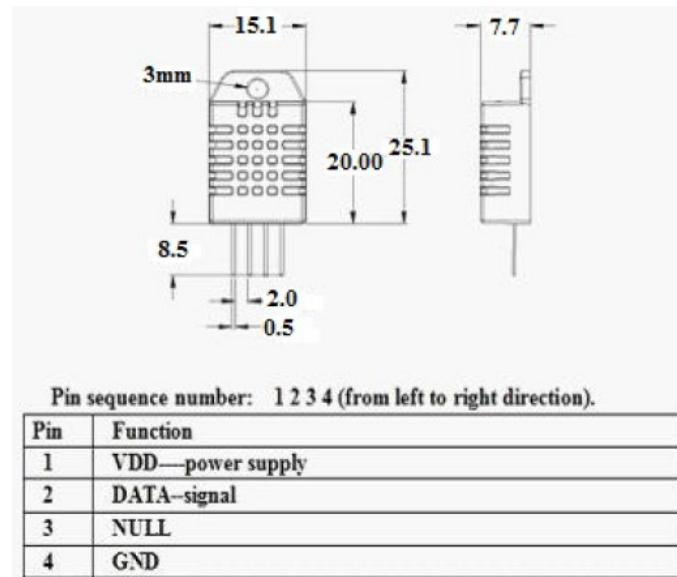 15.1
7.7
3mm
20.00
25.1
8.5
2.0
0.5
Pin sequence number: 1 2 3 4 (from left to right direction).
Pin Function
1 VDD—power supply
2 DATA–signal
3 NULL
4 GND